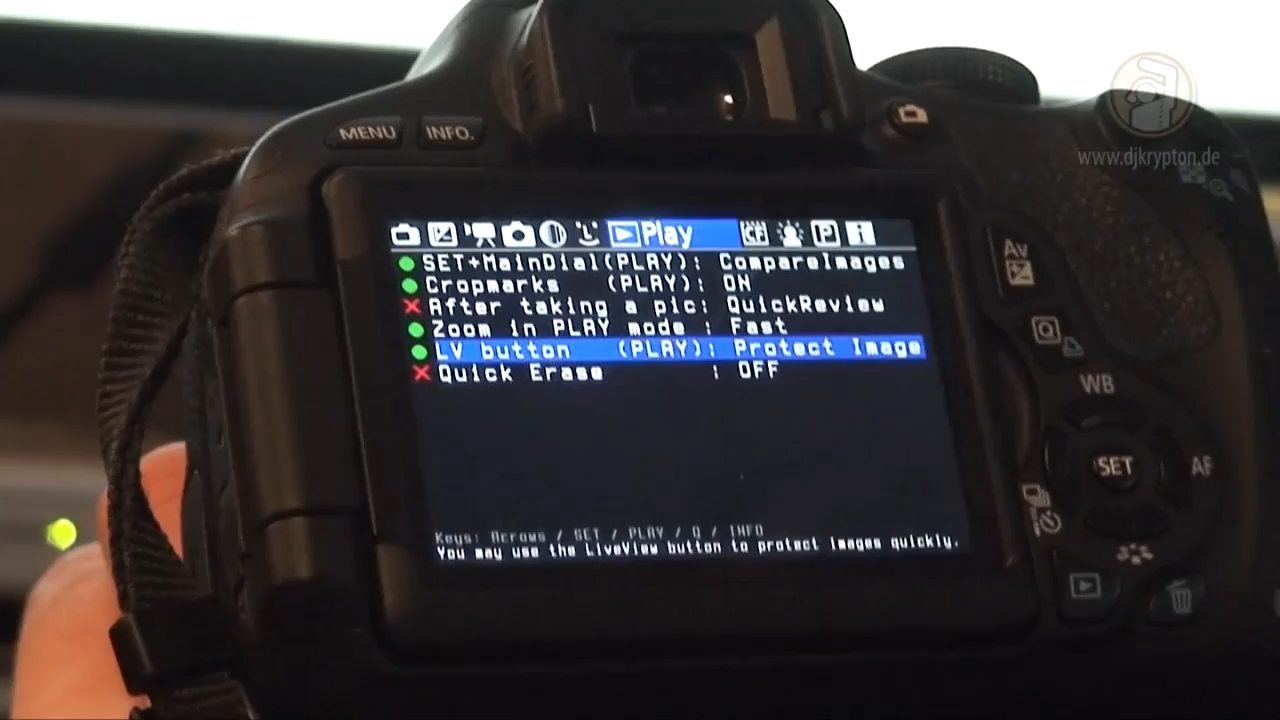 www.djkrypton.de
MENU INFO.
Play
SET+MainDial(PLAY): CompareImages
Cropmarks (PLAY): ON
After taking a pic: QuickReview
Zoom in PLAY mode : Fast
LV button (PLAY): Protect Image
Quick Erase : OFF
Keys: Arrows / SET / PLAY / Q / INFO
You may use the LiveView button to protect images quickly.
Av
Q
WB
SET
AF
CF
P
i